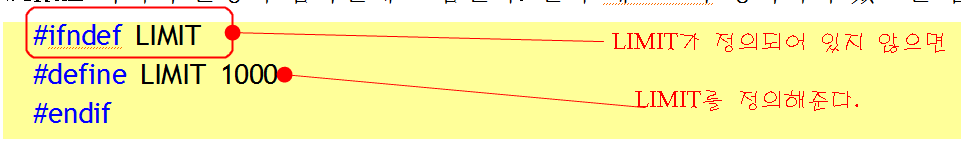 #ifndef LIMIT
LIMIT가 정의되어 있지 않으면
#define LIMIT 1000
LIMIT를 정의해준다.
#endif